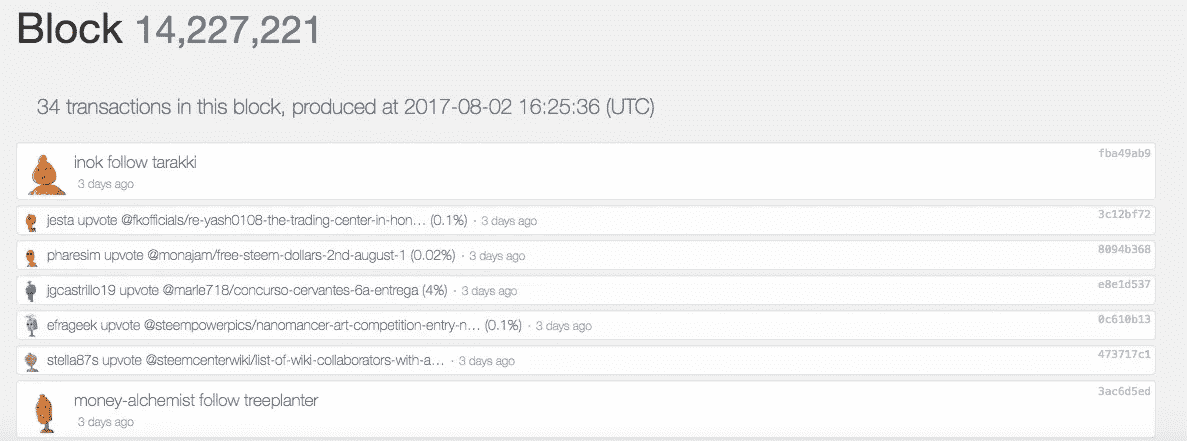 Block 14,227,221
34 transactions in this block, produced at 2017-08-02 16:25:36 (UTC)
inok follow tarakki
fba49ab9
3 days ago
jesta upvote @fkofficials/re-yash0108-the-trading-center-in-hon... (0.1%) · 3 days ago
3c12bf72
pharesim upvote @monajam/free-steem-dollars-2nd-august-1 (0.02%) · 3 days ago
8094b368
jgcastrillo19 upvote @marle718/concurso-cervantes-6a-entrega (4%) · 3 days ago
e8e1d537
efrageek upvote @steempowerpics/nanomancer-art-competition-entry-n... (0.1%) · 3 days ago
0c610b13
stella87s upvote @steemcenterwiki/list-of-wiki-collaborators-with-a... · 3 days ago
473717c1
money-alchemist follow treeplanter
3ac6d5ed
3 days ago